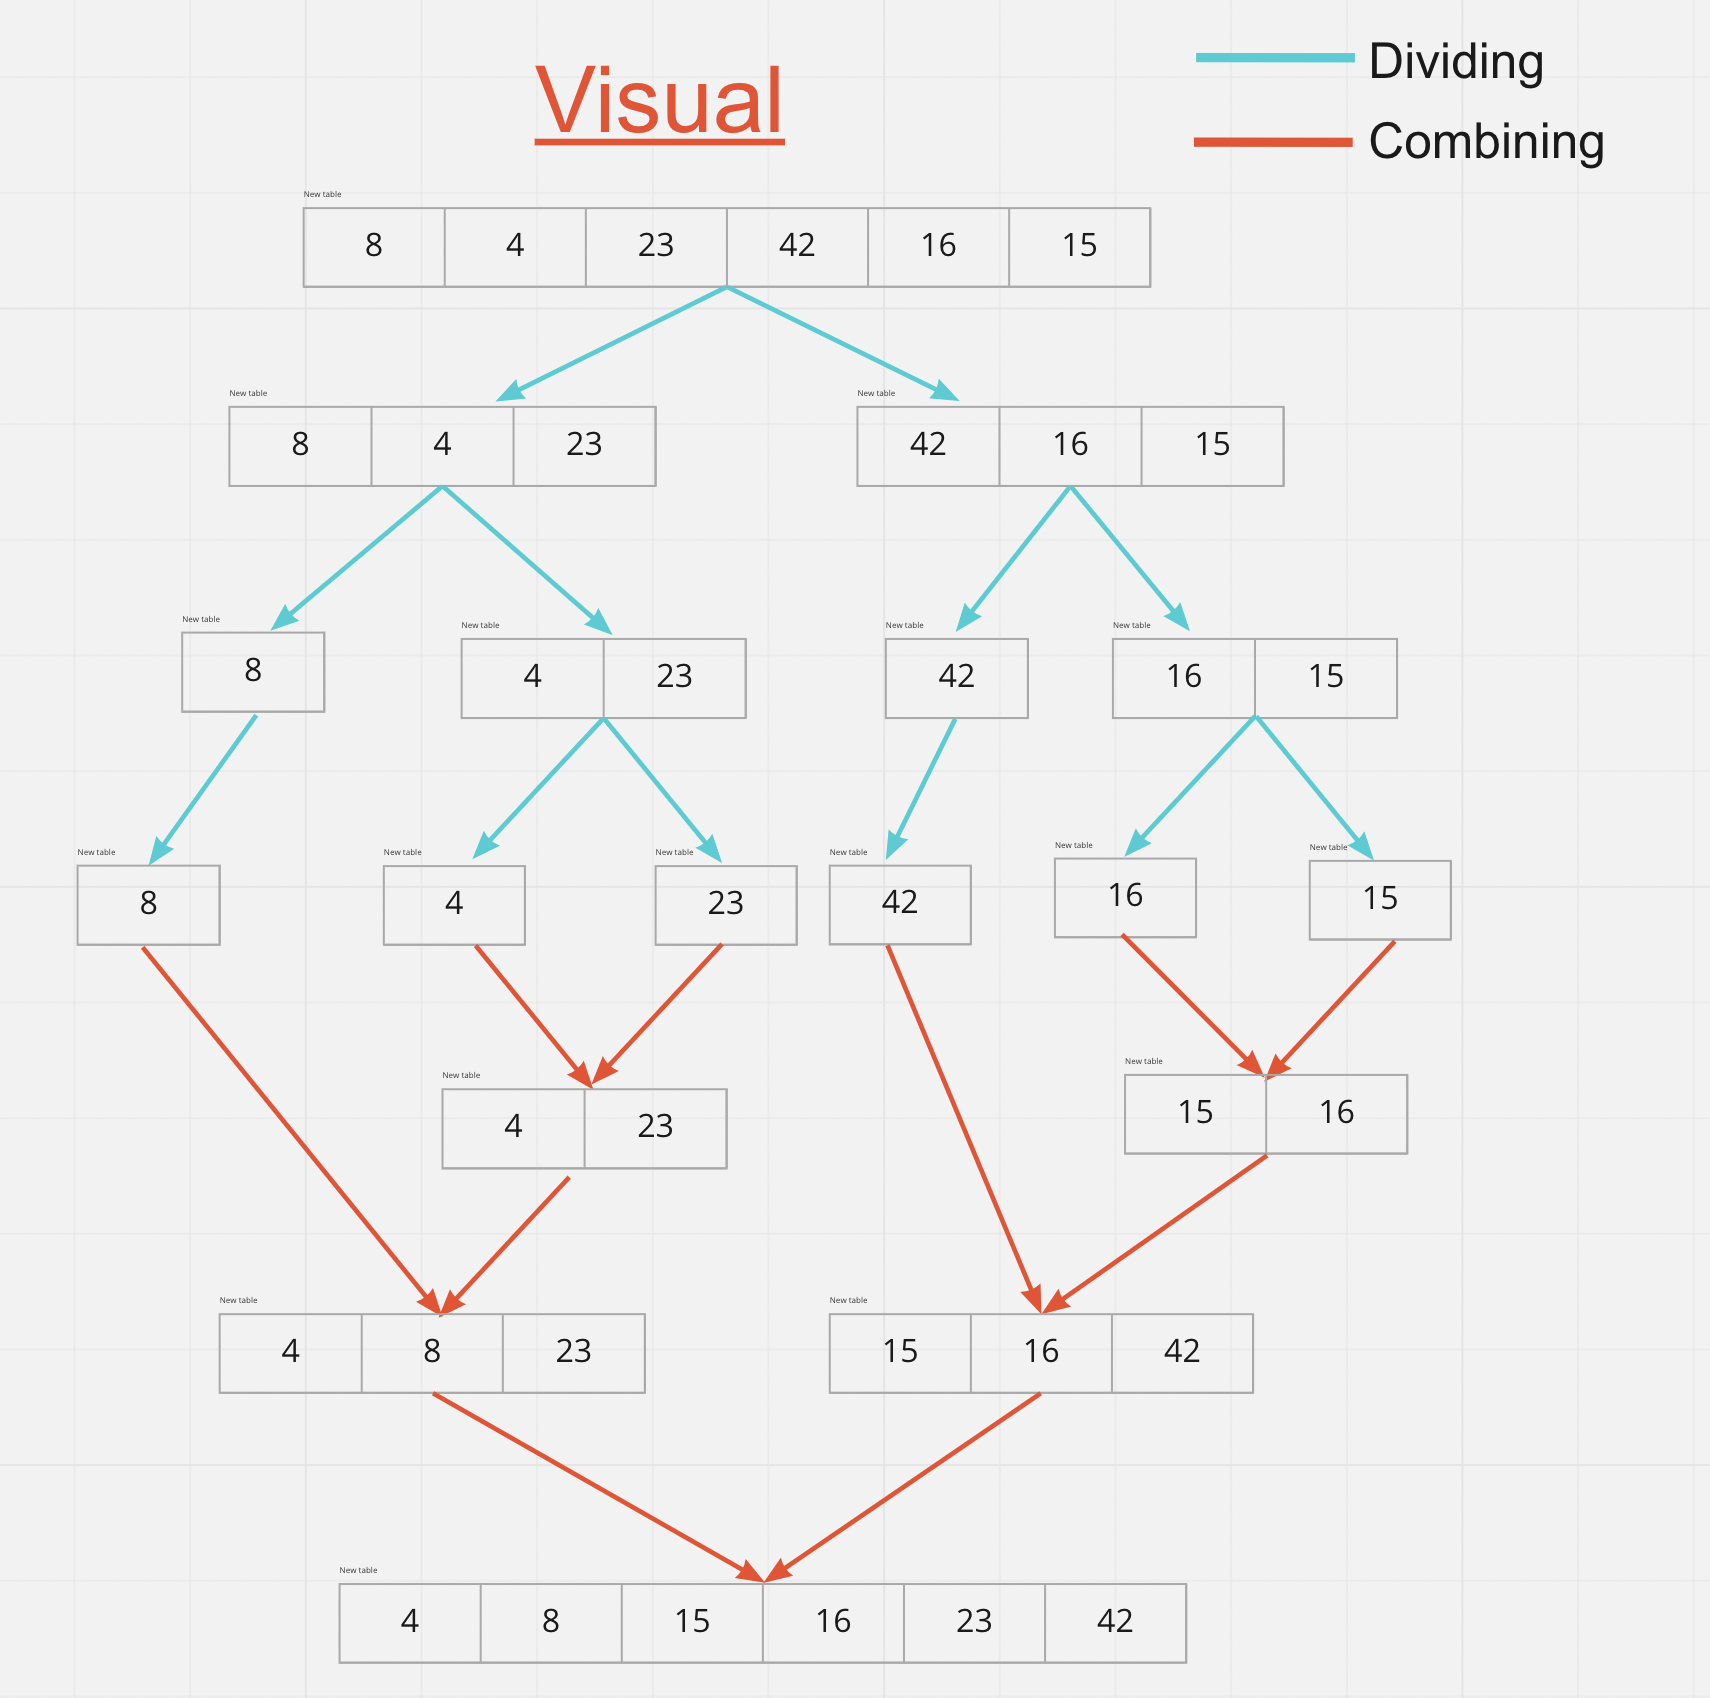 Visual
Dividing
Combining
New table
8 4 23 42 16 15
New table
8 4 23
New table
42 16 15
New table
8
New table
4 23
New table
42
New table
16 15
New table
8
New table
4
New table
23
New table
42
New table
16
New table
15
New table
4 23
New table
15 16
New table
4 8 23
New table
15 16 42
New table
4 8 15 16 23 42